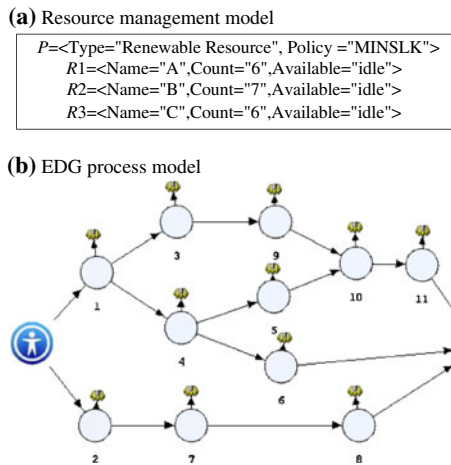 (a) Resource management model
P=<Type="Renewable Resource", Policy ="MINSLK">
R1=<Name="A",Count="6",Available="idle">
R2=<Name="B",Count="7",Available="idle">
R3=<Name="C",Count="6",Available="idle">
(b) EDG process model
3
9
1
10
11
4
5
6
2
7
8